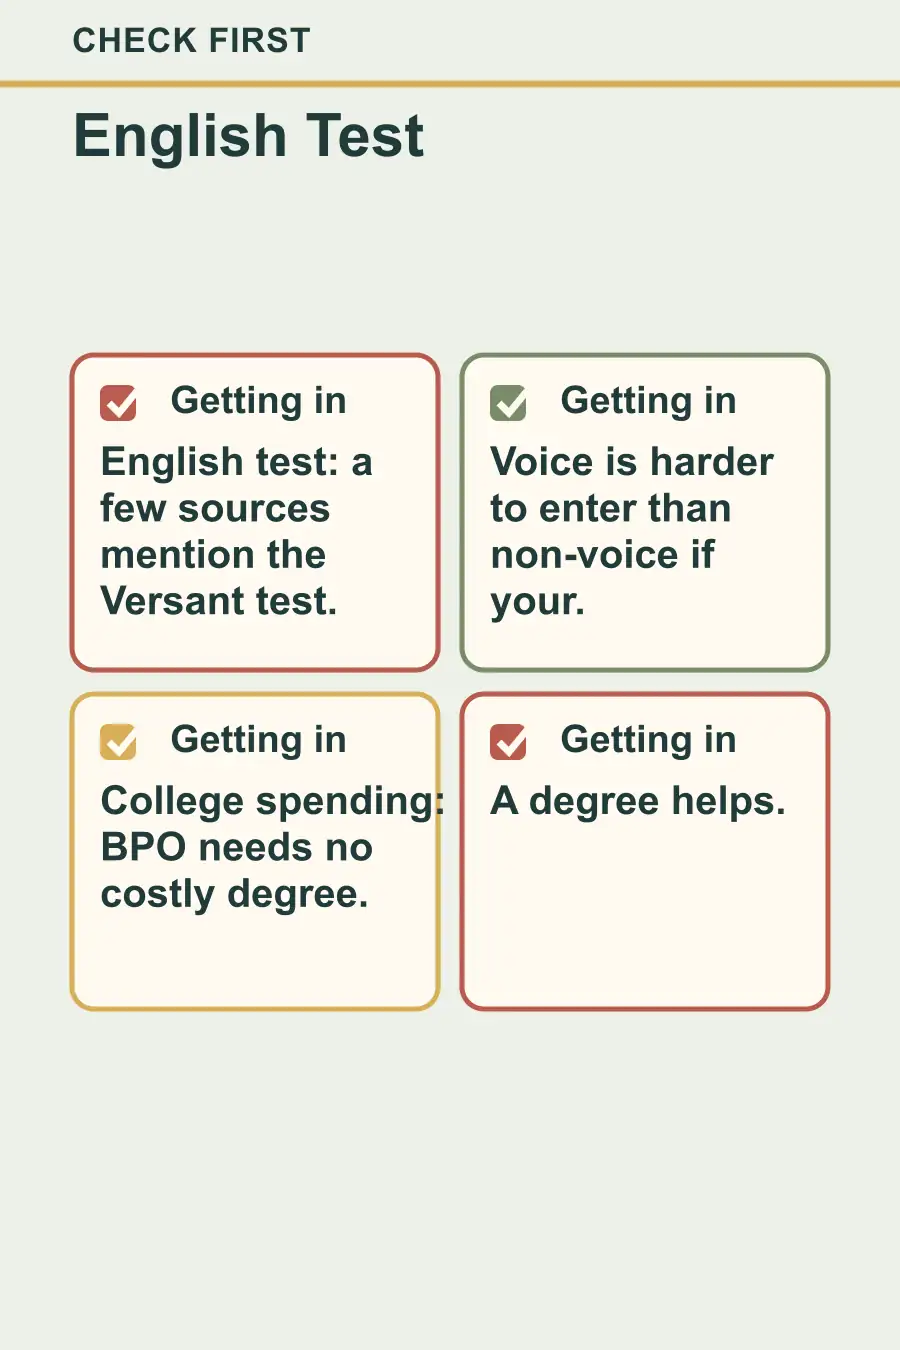 CHECK FIRST
English Test
Getting in
English test: a
few sources
mention the
Versant test.
Getting in
Voice is harder
to enter than
non-voice if
your.
Getting in
College spending:
BPO needs no
costly degree.
Getting in
A degree helps.